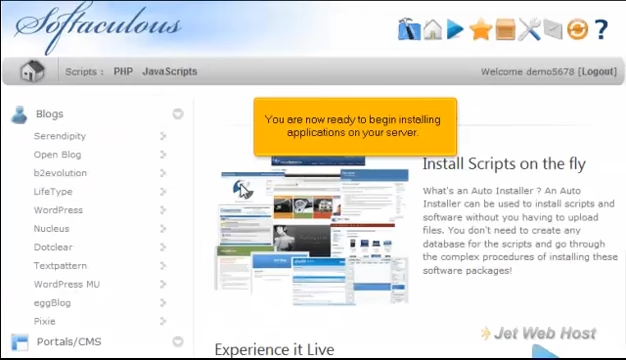 Softaculous
Scripts : PHP JavaScripts
Welcome demo5678 [Logout]
Blogs
Serendipity
Open Blog
b2evolution
LifeType
WordPress
Nucleus
Dotclear
Textpattern
WordPress MU
eggBlog
Pixie
Portals/CMS
You are now ready to begin installing
applications on your server.
Install Scripts on the fly
What's an Auto Installer ? An Auto
Installer can be used to install scripts and
software without you having to upload
files. You don't need to create any
database for the scripts and go through
the complex procedures of installing these
software packages!
Experience it Live
Jet Web Host